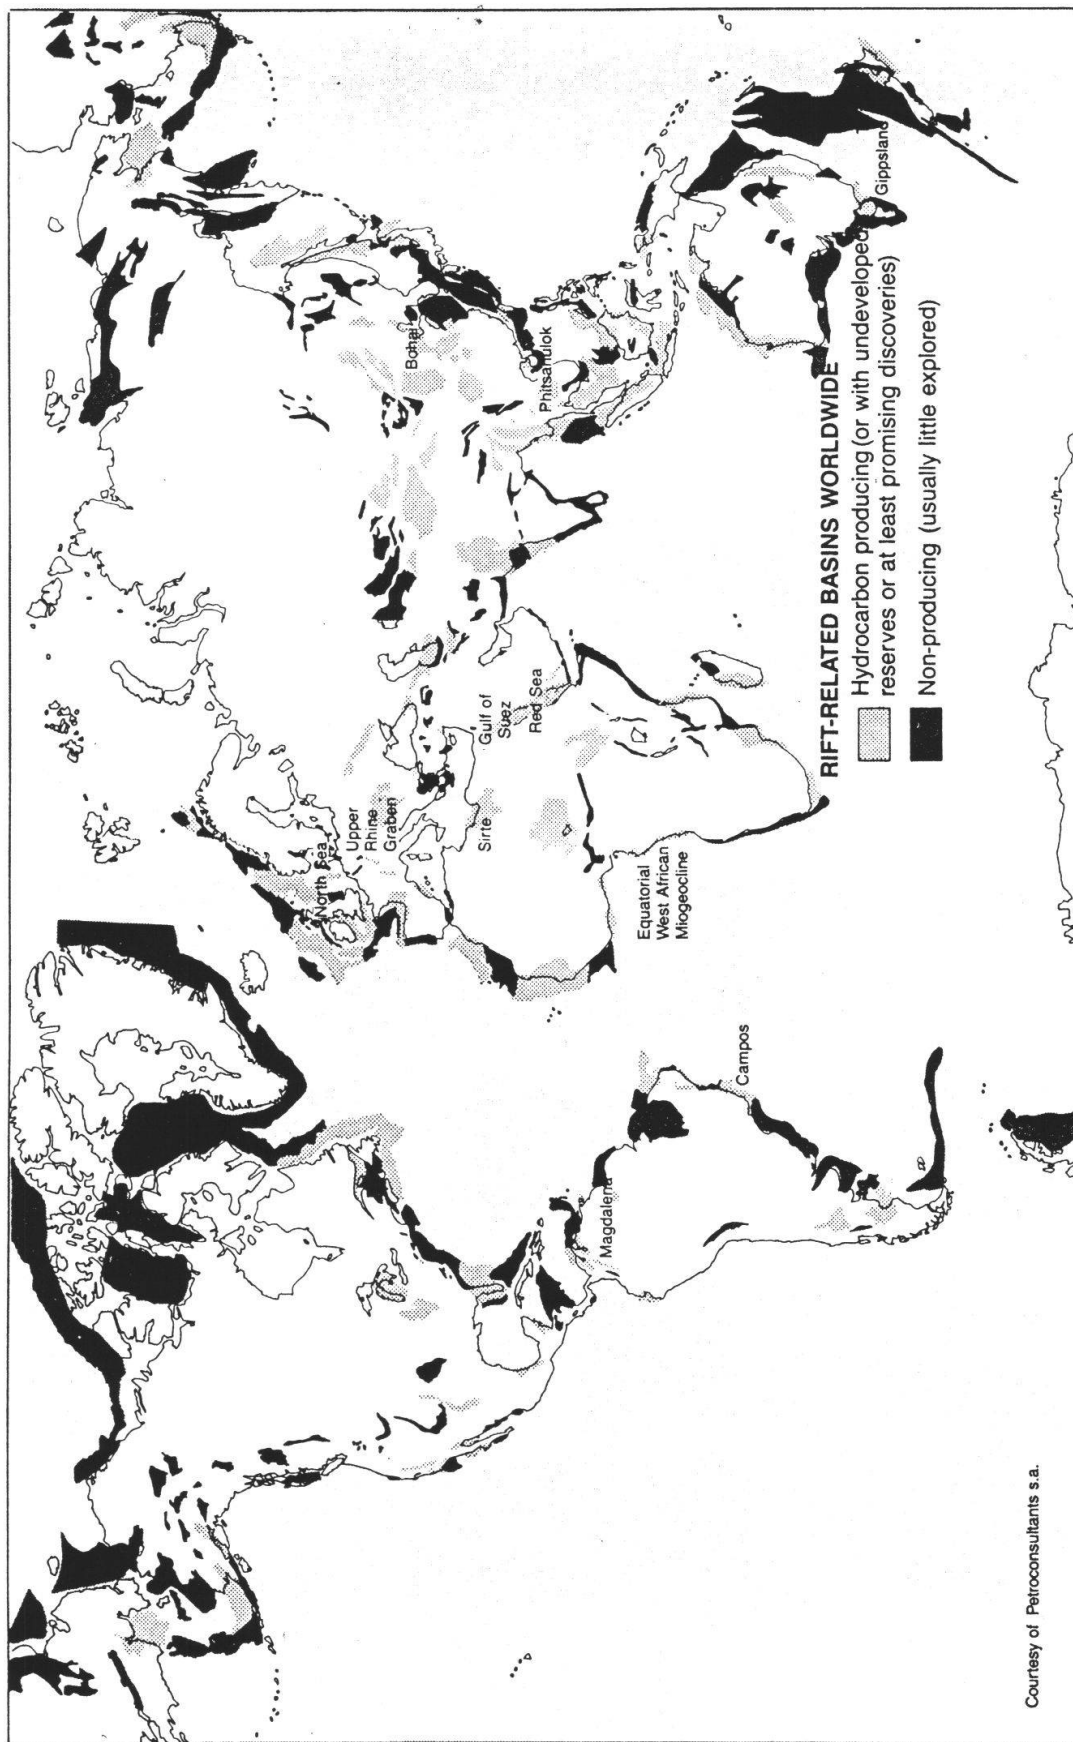 RIFT-RELATED BASINS WORLDWIDE
Hydrocarbon producing (or with undeveloped
reserves or at least promising discoveries)
Non-producing (usually little explored)
North Sea
Upper
Rhine
Graben
Sirte
Gulf of
Suez
Red Sea
Equatorial
West African
Miogeocline
Magdalena
Campos
Bohai
Phitsanulok
Gippsland
Courtesy of Petroconsultants s.a.